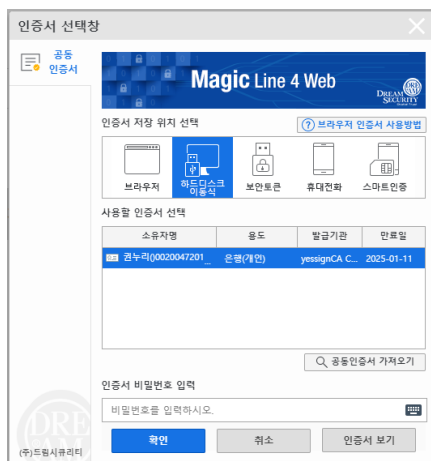 인증서 선택창
공동
인증서
Magic Line 4 Web
DREAM
SECURITY
인증서 저장 위치 선택
? 브라우저 인증서 사용방법
브라우저
하드디스크
이동식
보안토큰
휴대전화
스마트인증
사용할 인증서 선택
소유자명 용도 발급기관 만료일
권누리()0020047201_ 은행(개인) yessignCA C... 2025-01-11
공동인증서 가져오기
인증서 비밀번호 입력
비밀번호를 입력하시오.
확인 취소 인증서 보기
DRE
AM
(주)드림시큐리티